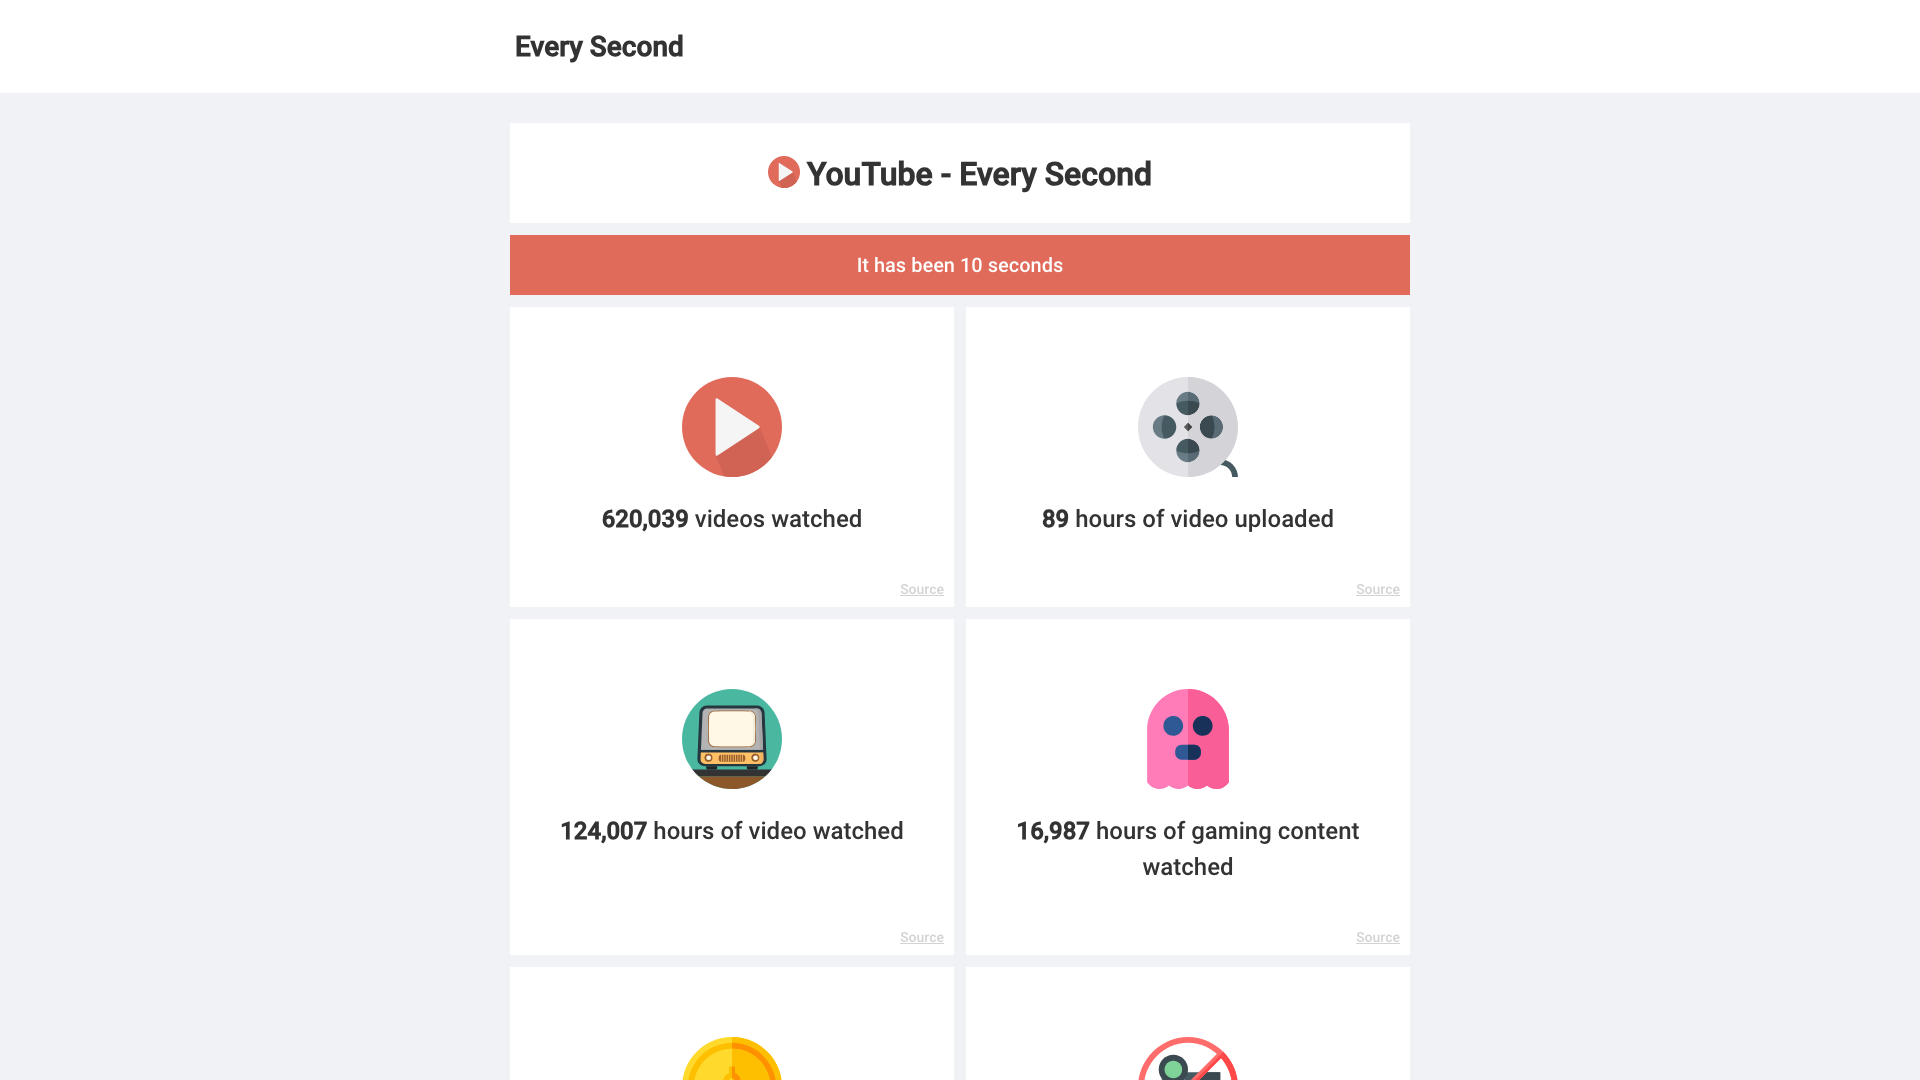 Every Second
YouTube - Every Second
It has been 10 seconds
620,039 videos watched
Source
89 hours of video uploaded
Source
124,007 hours of video watched
Source
16,987 hours of gaming content
watched
Source